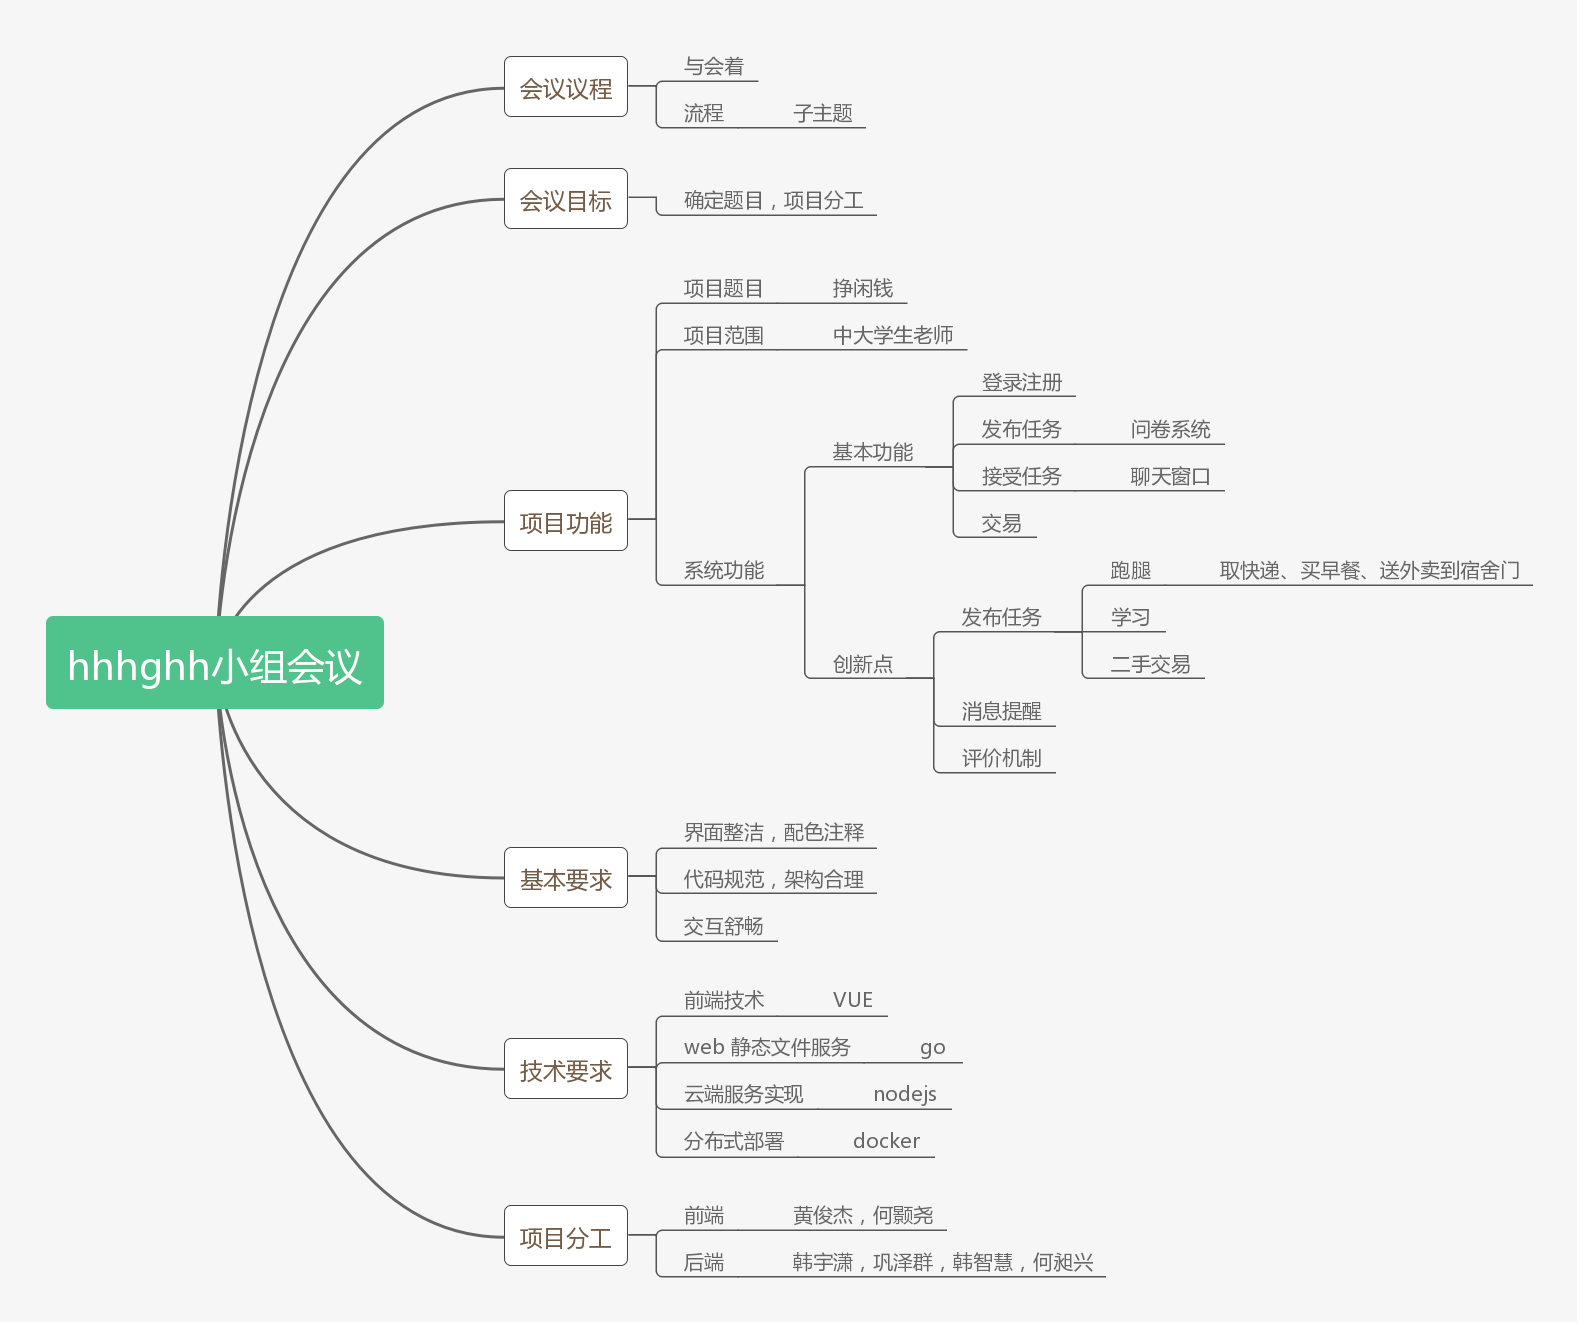 会议议程
与会着
流程
子主题
会议目标
确定题目，项目分工
项目功能
项目题目
挣闲钱
项目范围
中大学生老师
系统功能
基本功能
登录注册
发布任务
问卷系统
接受任务
聊天窗口
交易
创新点
发布任务
跑腿
取快递、买早餐、送外卖到宿舍门
学习
二手交易
消息提醒
评价机制
hhhghh小组会议
基本要求
界面整洁，配色注释
代码规范，架构合理
交互舒畅
技术要求
前端技术
VUE
web 静态文件服务
go
云端服务实现
nodejs
分布式部署
docker
项目分工
前端
黄俊杰，何颢尧
后端
韩宇潇，巩泽群，韩智慧，何昶兴